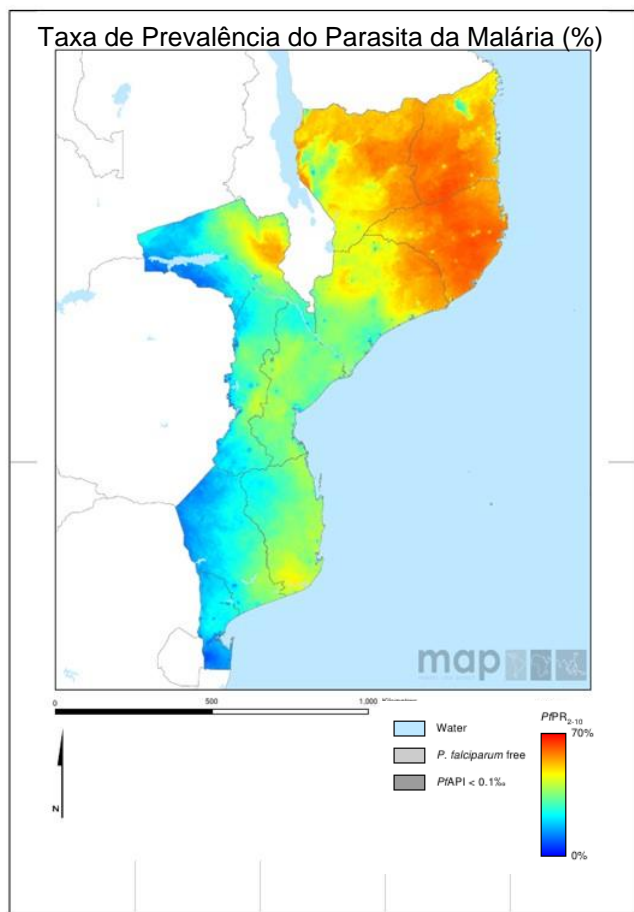 Taxa de Prevalência do Parasita da Malária (%)
map
0 500 1,000
Water
P. falciparum free
PfAPI < 0.1‰
PfPR2-10
70%
0%
N